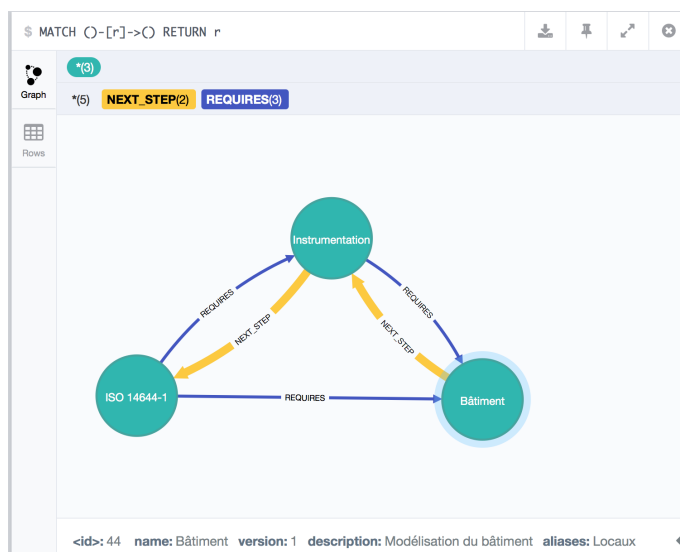 $ MATCH ()-[r]->() RETURN r
Graph
Rows
*(3)
*(5) NEXT_STEP(2) REQUIRES(3)
Instrumentation
REQUIRES
NEXT_STEP
REQUIRES
NEXT_STEP
ISO 14644-1
REQUIRES
Bâtiment
<id>: 44 name: Bâtiment version: 1 description: Modélisation du bâtiment aliases: Locaux